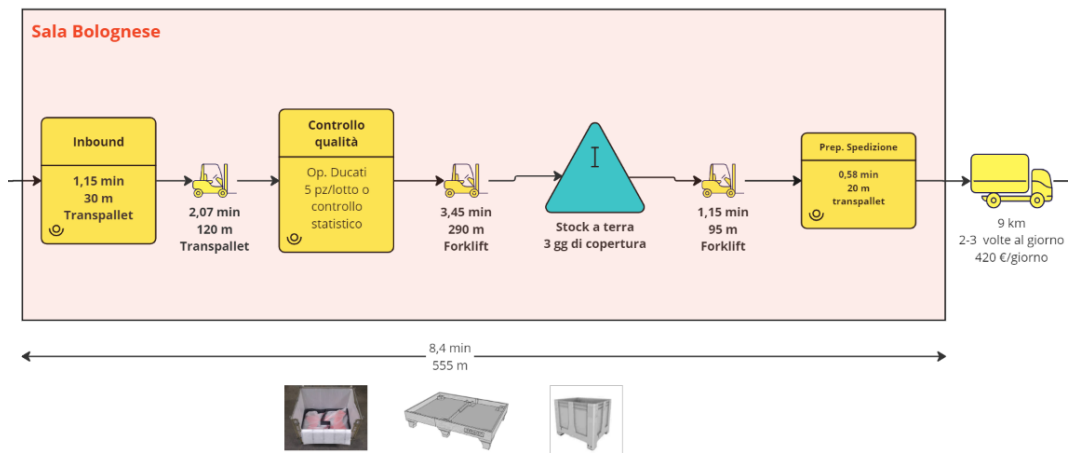 Sala Bolognese
Inbound
1,15 min
30 m
Transpallet
2,07 min
120 m
Transpallet
Controllo
qualità
Op. Ducati
5 pz/lotto o
controllo
statistico
3,45 min
290 m
Forklift
I
Stock a terra
3 gg di copertura
1,15 min
95 m
Forklift
Prep. Spedizione
0,58 min
20 m
transpallet
9 km
2-3 volte al giorno
420 €/giorno
8,4 min
555 m